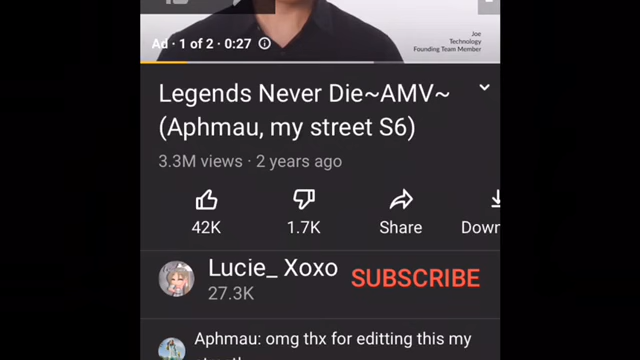 Ad · 1 of 2 · 0:27
Joe
Technology
Founding Team Member
Legends Never Die~AMV~
(Aphmau, my street S6)
3.3M views · 2 years ago
42K
1.7K
Share
Down
Lucie_ Xoxo
27.3K
SUBSCRIBE
Aphmau: omg thx for editting this my